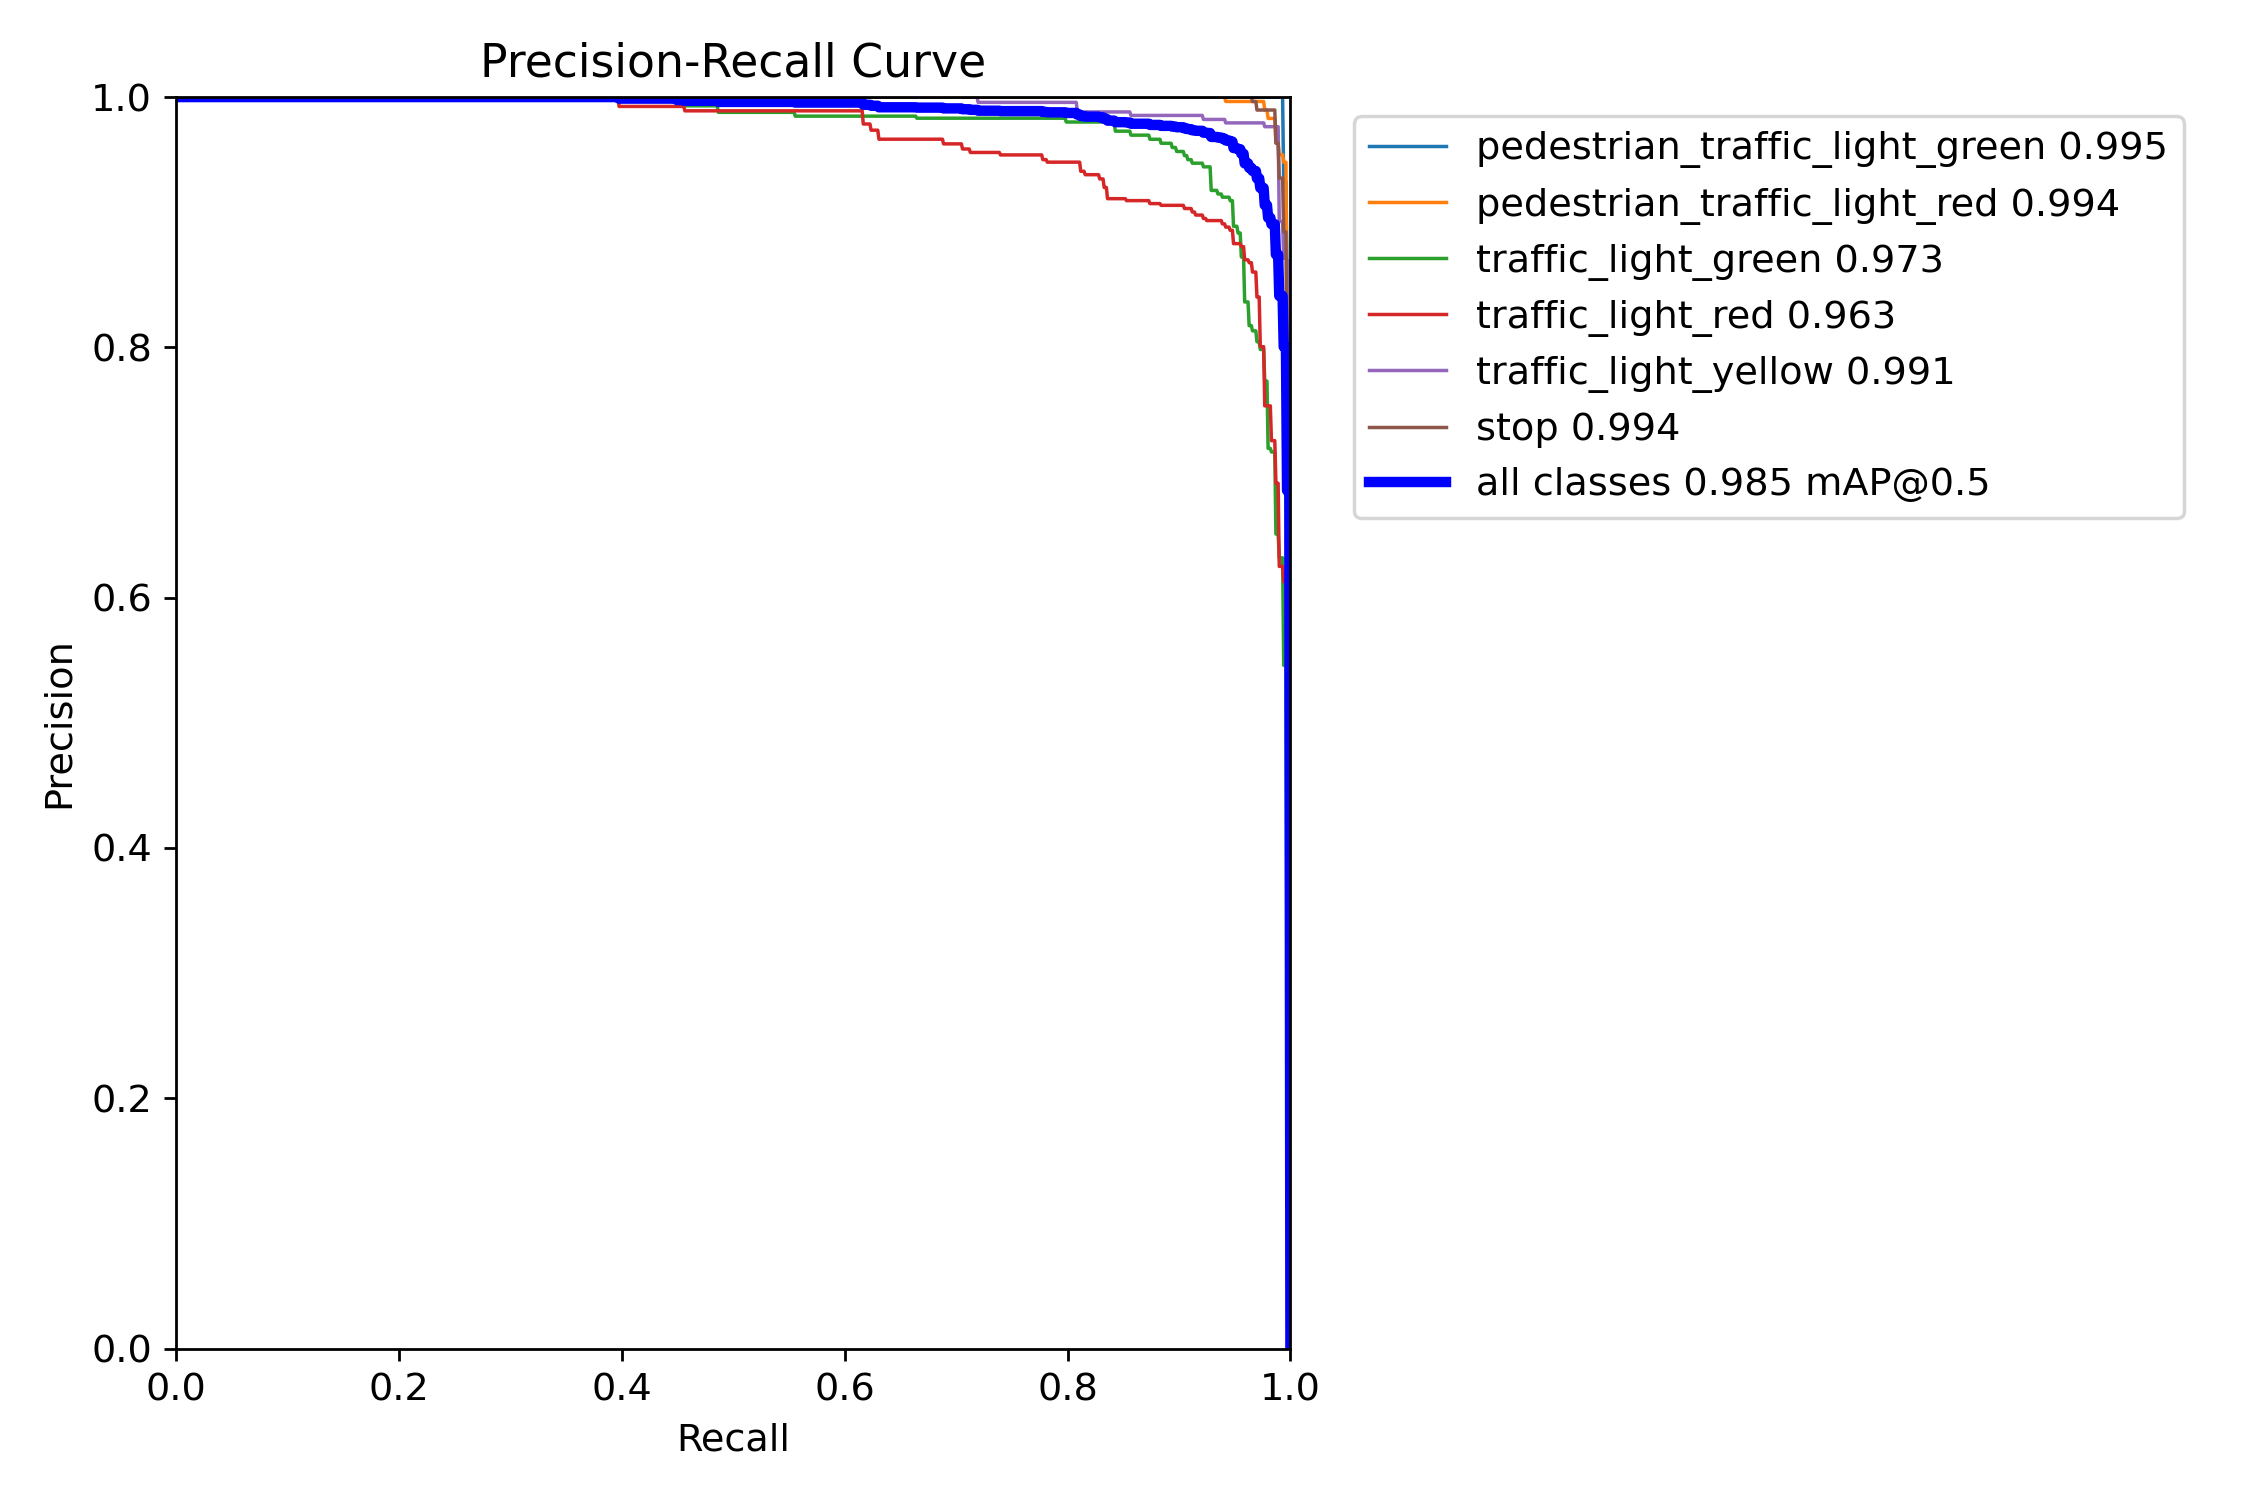 Precision-Recall Curve
1.0
0.8
0.6
0.4
0.2
0.0
Precision
0.0 0.2 0.4 0.6 0.8 1.0
Recall
pedestrian_traffic_light_green 0.995
pedestrian_traffic_light_red 0.994
traffic_light_green 0.973
traffic_light_red 0.963
traffic_light_yellow 0.991
stop 0.994
all classes 0.985 mAP@0.5